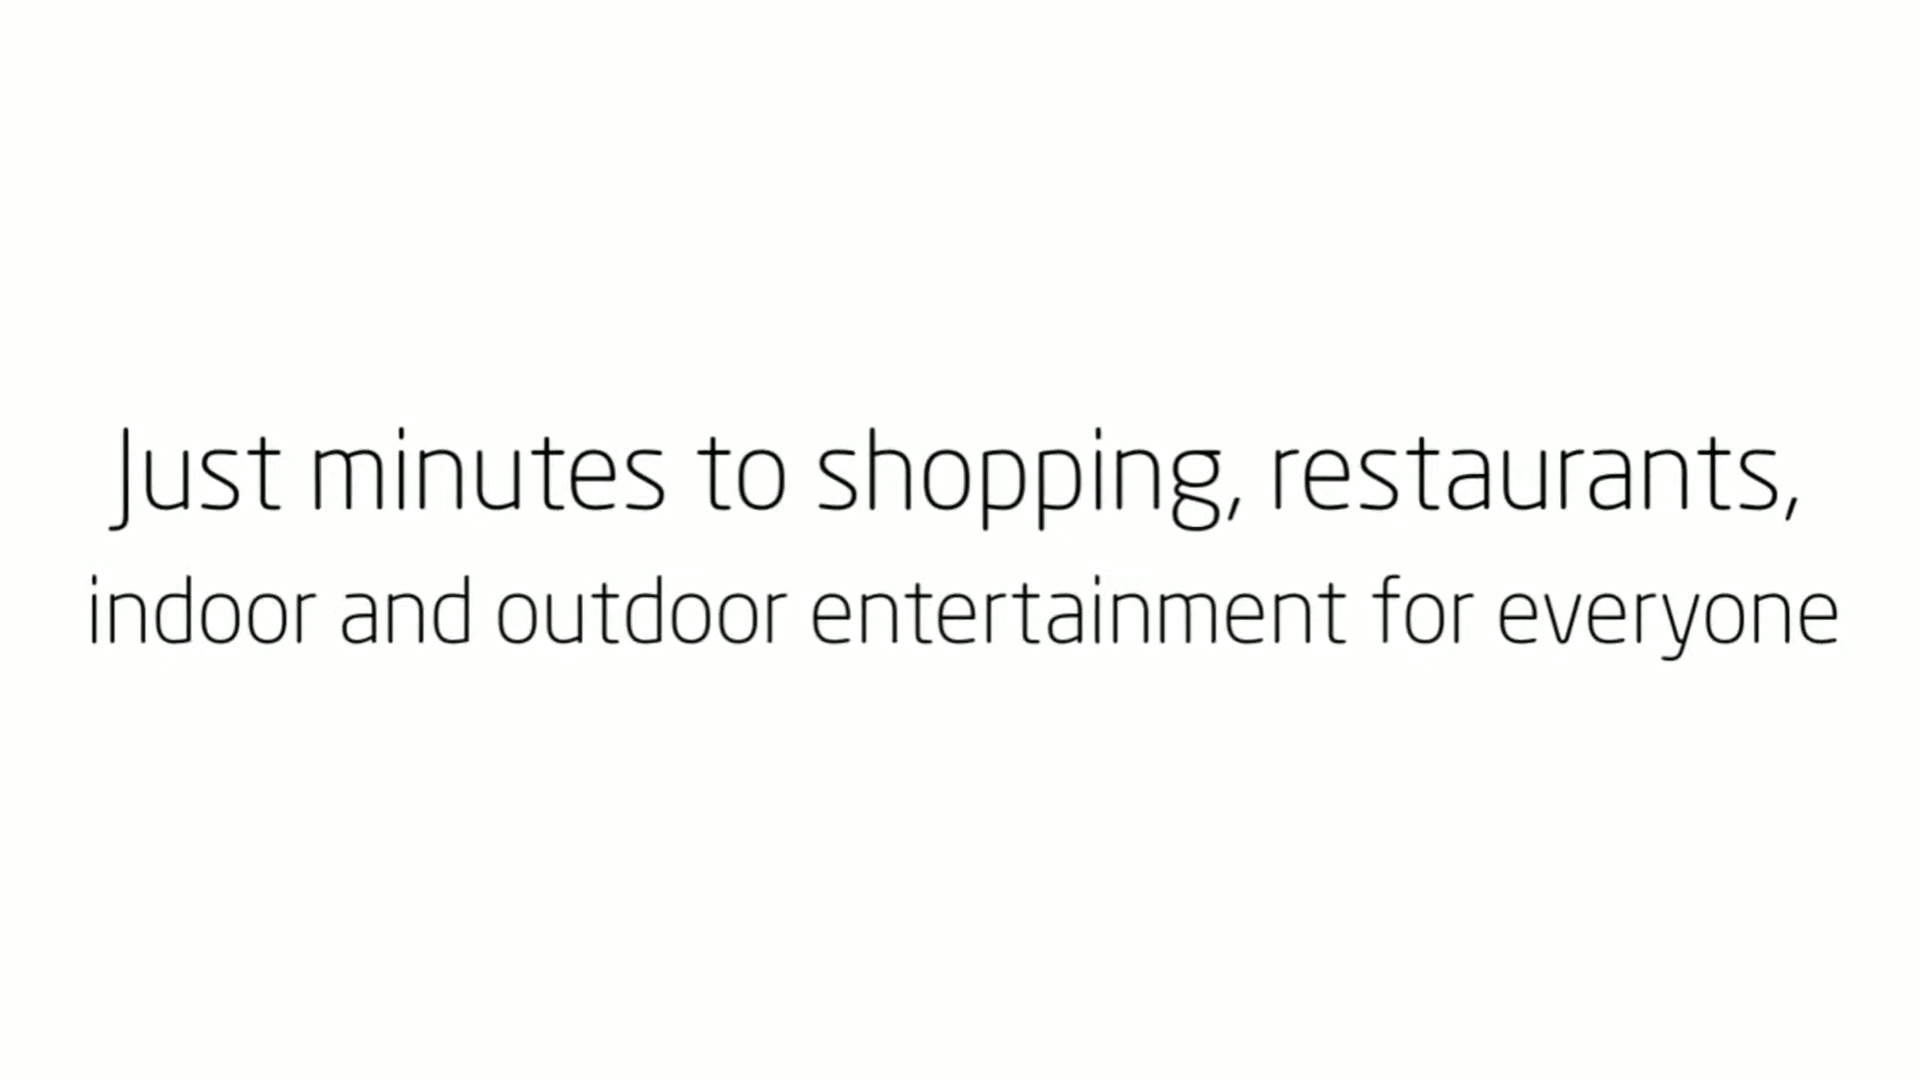 Just minutes to shopping, restaurants,
indoor and outdoor entertainment for everyone